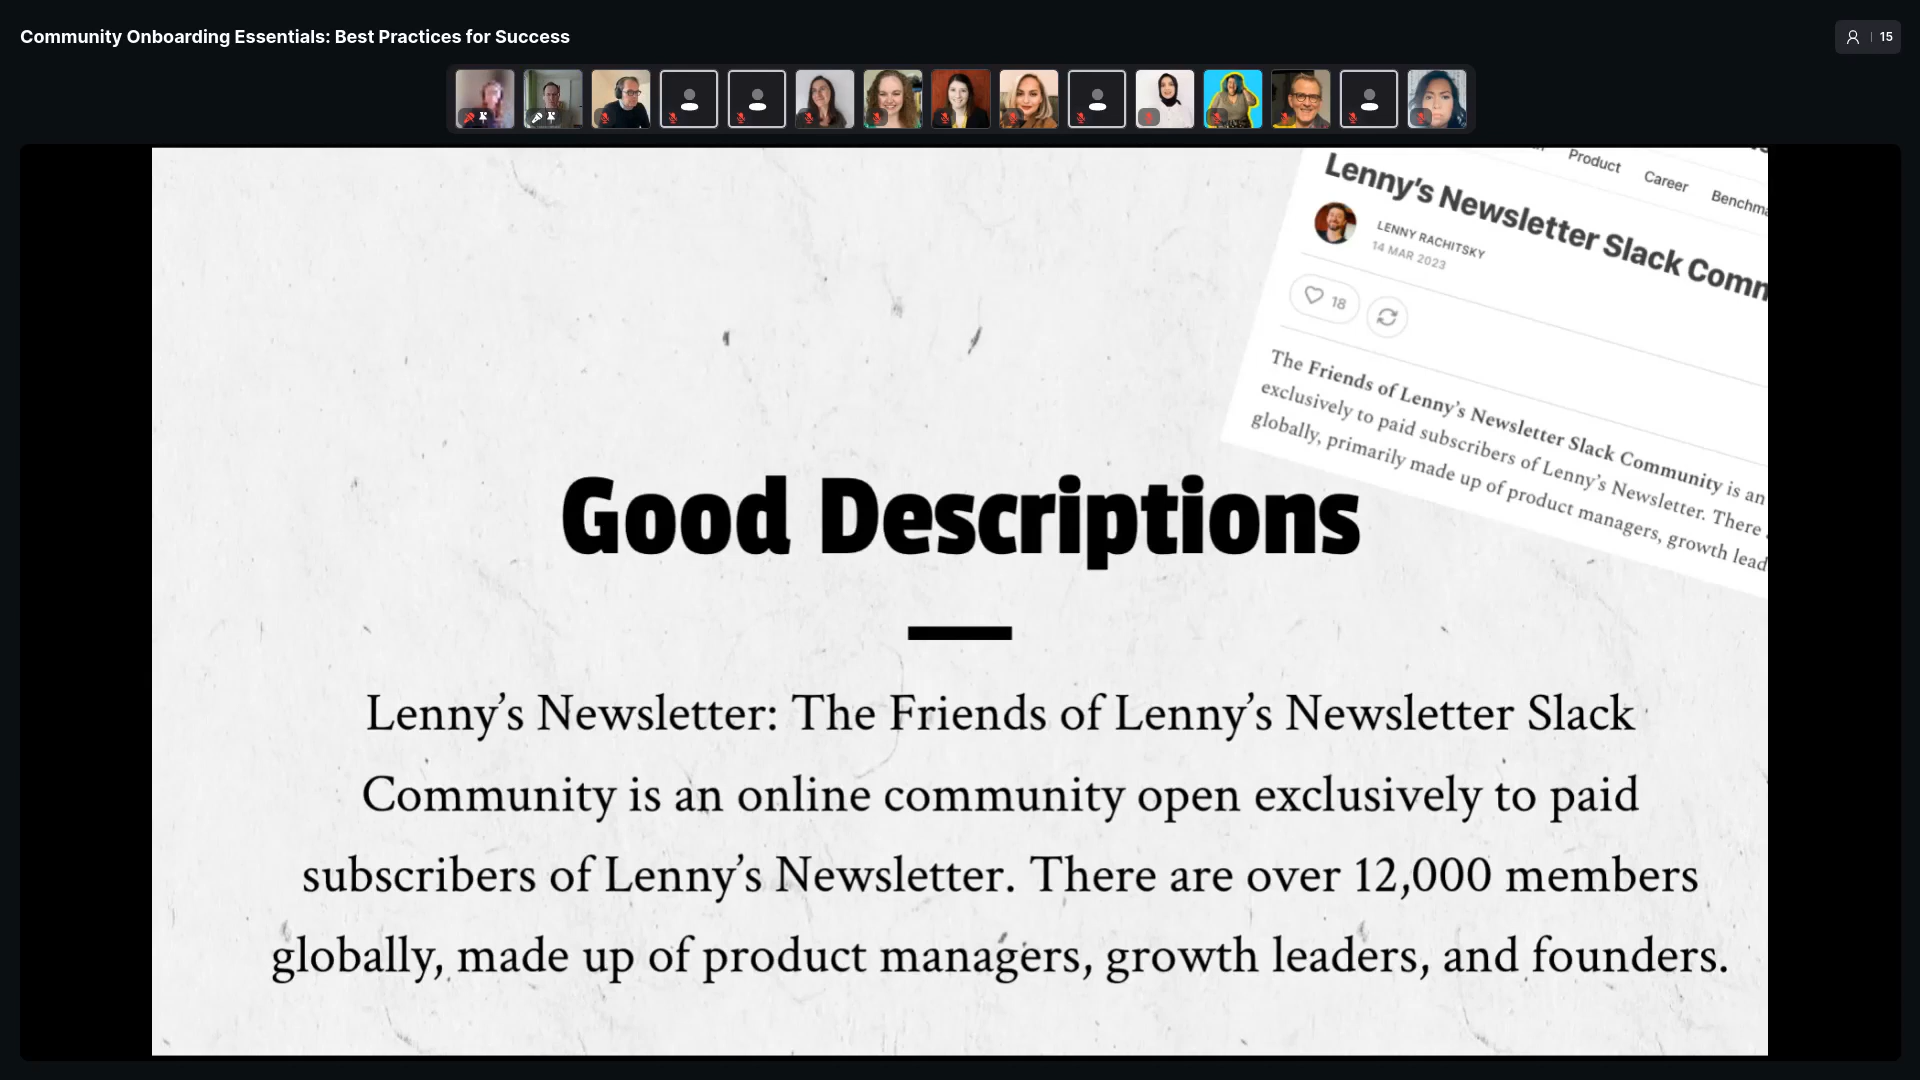 Community Onboarding Essentials: Best Practices for Success
15
Product Career
Lenny's Newsletter Slack
LENNY RACHITSKY
14 MAR 2023
18
The Friends of Lenny's Newsletter Slack Community is an
exclusively to paid subscribers of Lenny's Newsletter. There
globally, primarily made up of product managers, growth
Good Descriptions
Lenny's Newsletter: The Friends of Lenny's Newsletter Slack
Community is an online community open exclusively to paid
subscribers of Lenny's Newsletter. There are over 12,000 members
globally, made up of product managers, growth leaders, and founders.